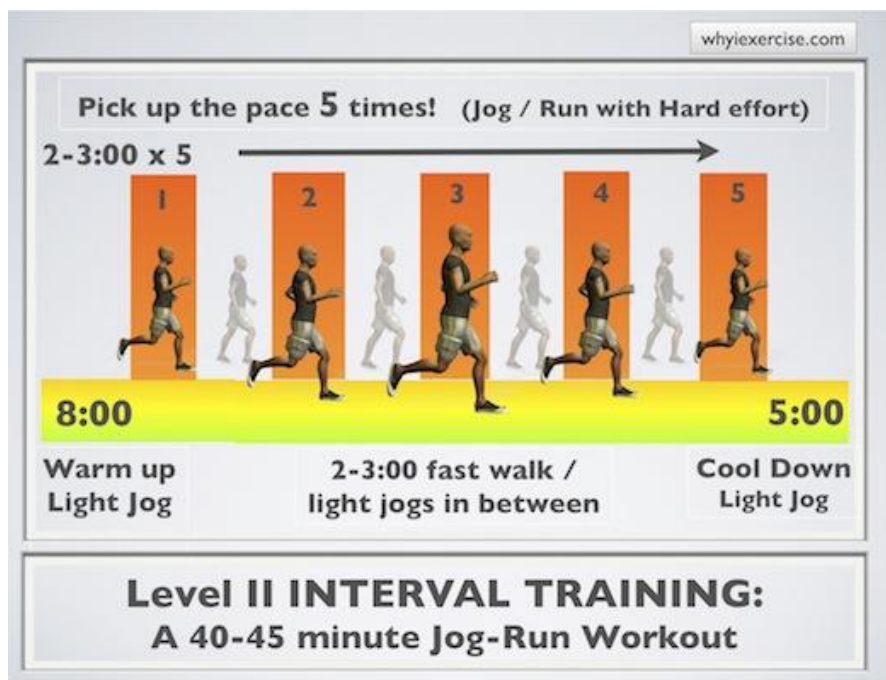 whyiexercise.com
Pick up the pace 5 times! (Jog / Run with Hard effort)
2-3:00 x 5
1
2
3
4
5
8:00
5:00
Warm up
Light Jog
2-3:00 fast walk /
light jogs in between
Cool Down
Light Jog
Level II INTERVAL TRAINING:
A 40-45 minute Jog-Run Workout